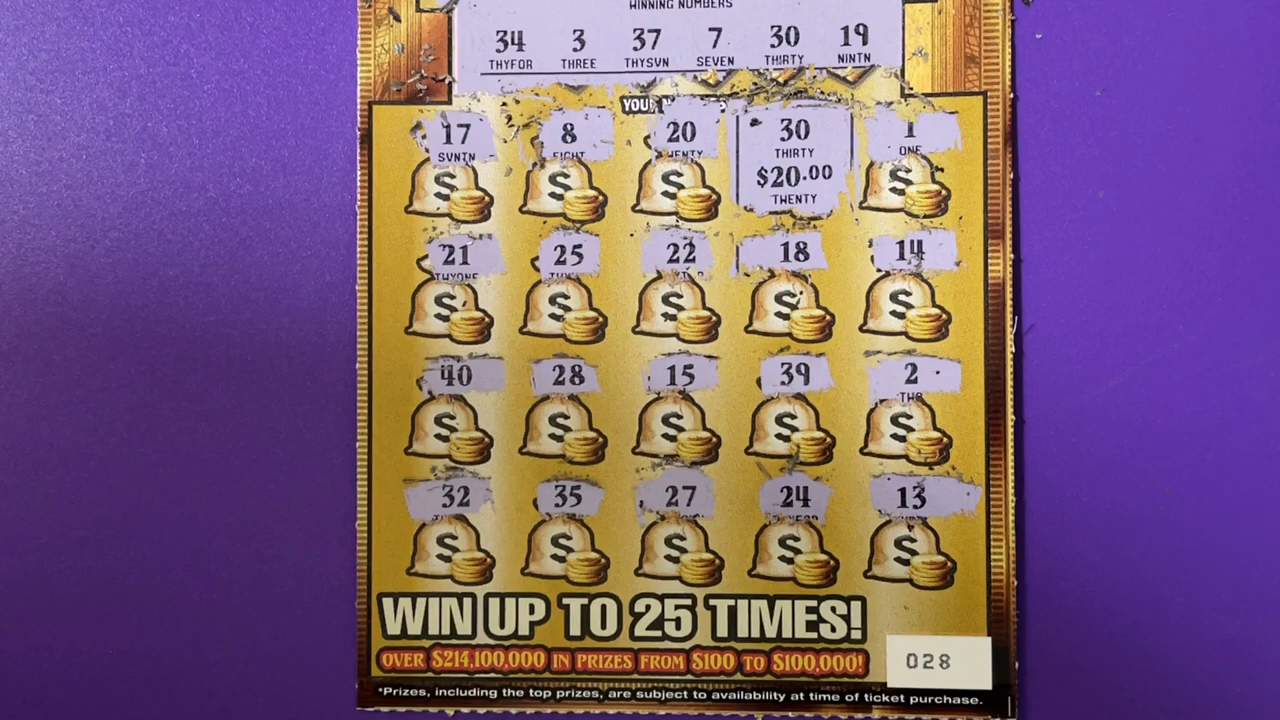 WINNING NUMBERS
34 3 37 7 30 19
THYFOR THREE THYSVN SEVEN THIRTY NINTN
YOUR
17 8 20 30 1
SVNTN EIGHT THIRTY ONE
$20.00
TWENTY
$ $ $ $
21 25 22 18 14
$ $ $ $ $
40 28 15 39 2
$ $ $ $ $
32 35 27 24 13
$ $ $ $ $
WIN UP TO 25 TIMES!
OVER $214,100,000 IN PRIZES FROM $100 TO $100,000!
028
*Prizes, including the top prizes, are subject to availability at time of ticket purchase.